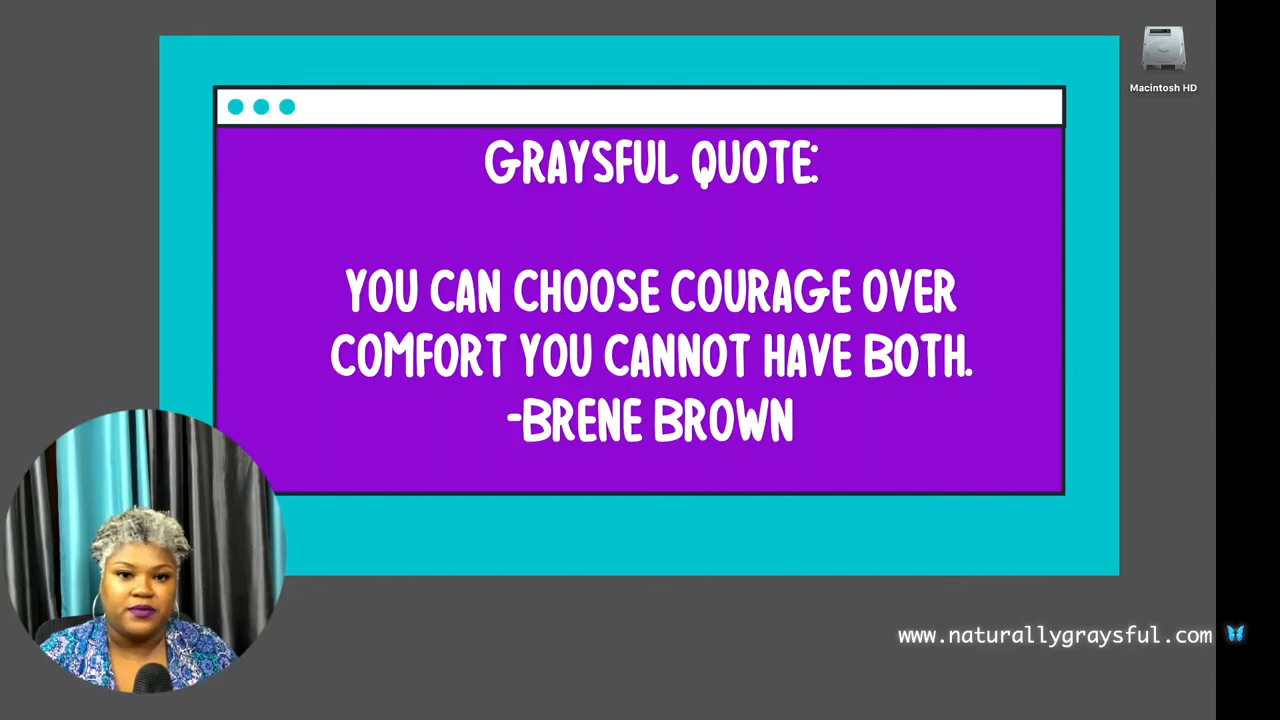 GRAYSFUL QUOTE:
YOU CAN CHOOSE COURAGE OVER
COMFORT YOU CANNOT HAVE BOTH.
-BRENE BROWN
Macintosh HD
www.naturallygraysful.com